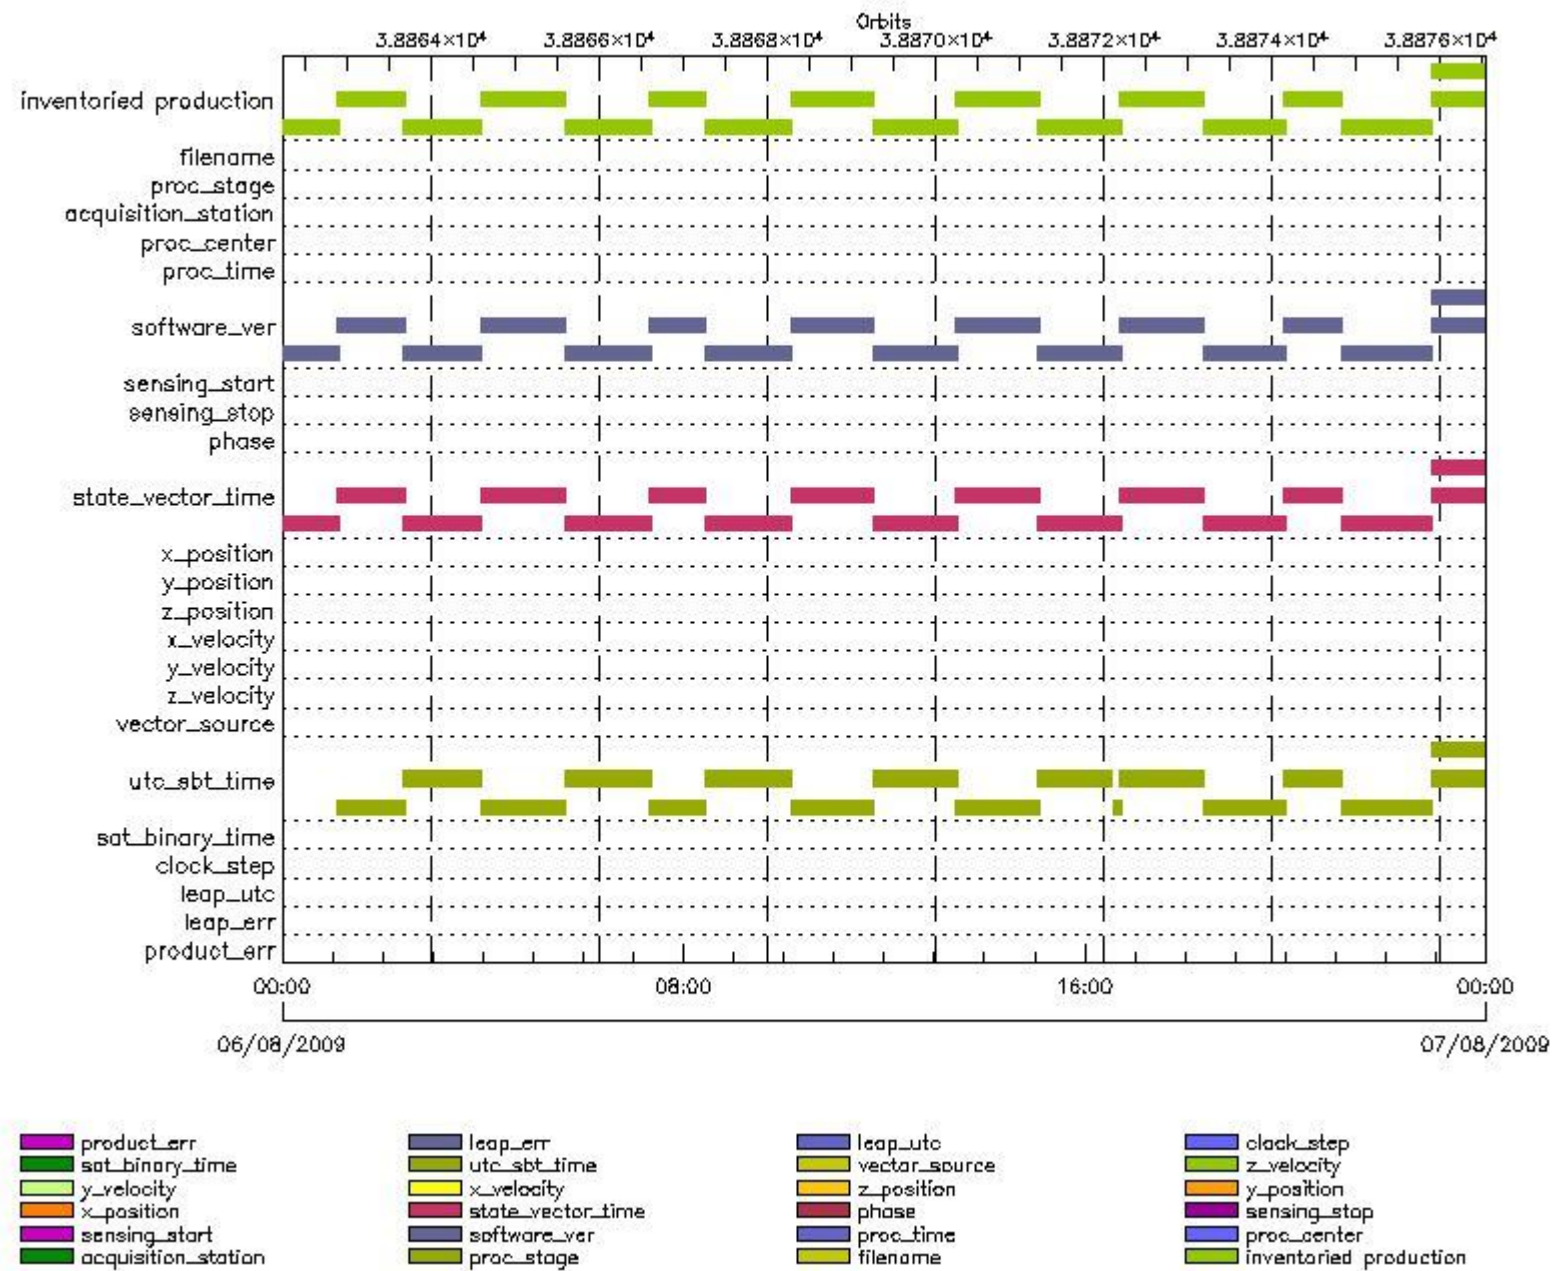 Orbits
3.8864×10⁴ 3.8866×10⁴ 3.8868×10⁴ 3.8870×10⁴ 3.8872×10⁴ 3.8874×10⁴ 3.8876×10⁴
inventoried production
filename
proc_stage
acquisition_station
proc_center
proc_time
software_ver
sensing_start
sensing_stop
phase
state_vector_time
x_position
y_position
z_position
x_velocity
y_velocity
z_velocity
vector_source
utc_sbt_time
sat_binary_time
clock_step
leap_utc
leap_err
product_err
00:00 08:00 16:00 00:00
06/08/2009 07/08/2009
product_err leap_err leap_utc clock_step
sat_binary_time utc_sbt_time vector_source z_velocity
y_velocity x_velocity z_position y_position
x_position state_vector_time phase sensing_stop
sensing_start software_ver proc_time proc_center
acquisition_station proc_stage filename inventoried production